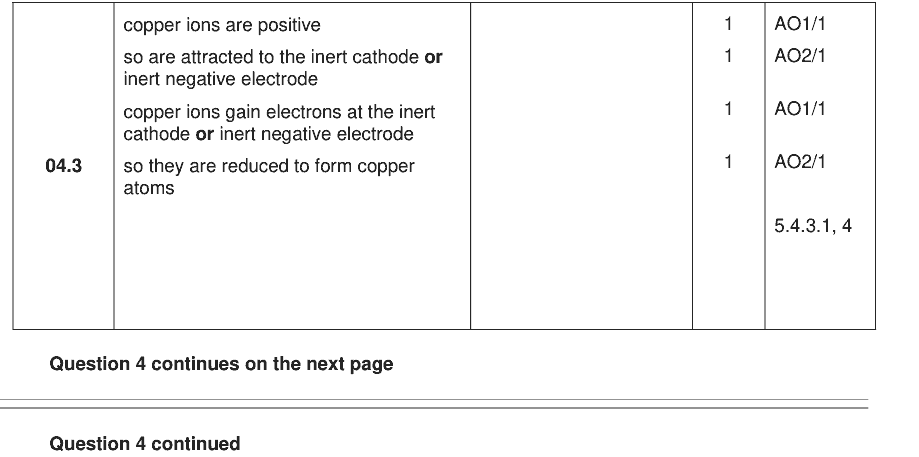 copper ions are positive 1 AO1/1
so are attracted to the inert cathode or 1 AO2/1
inert negative electrode
copper ions gain electrons at the inert 1 AO1/1
cathode or inert negative electrode
04.3 so they are reduced to form copper 1 AO2/1
atoms
5.4.3.1, 4
Question 4 continues on the next page
Question 4 continued